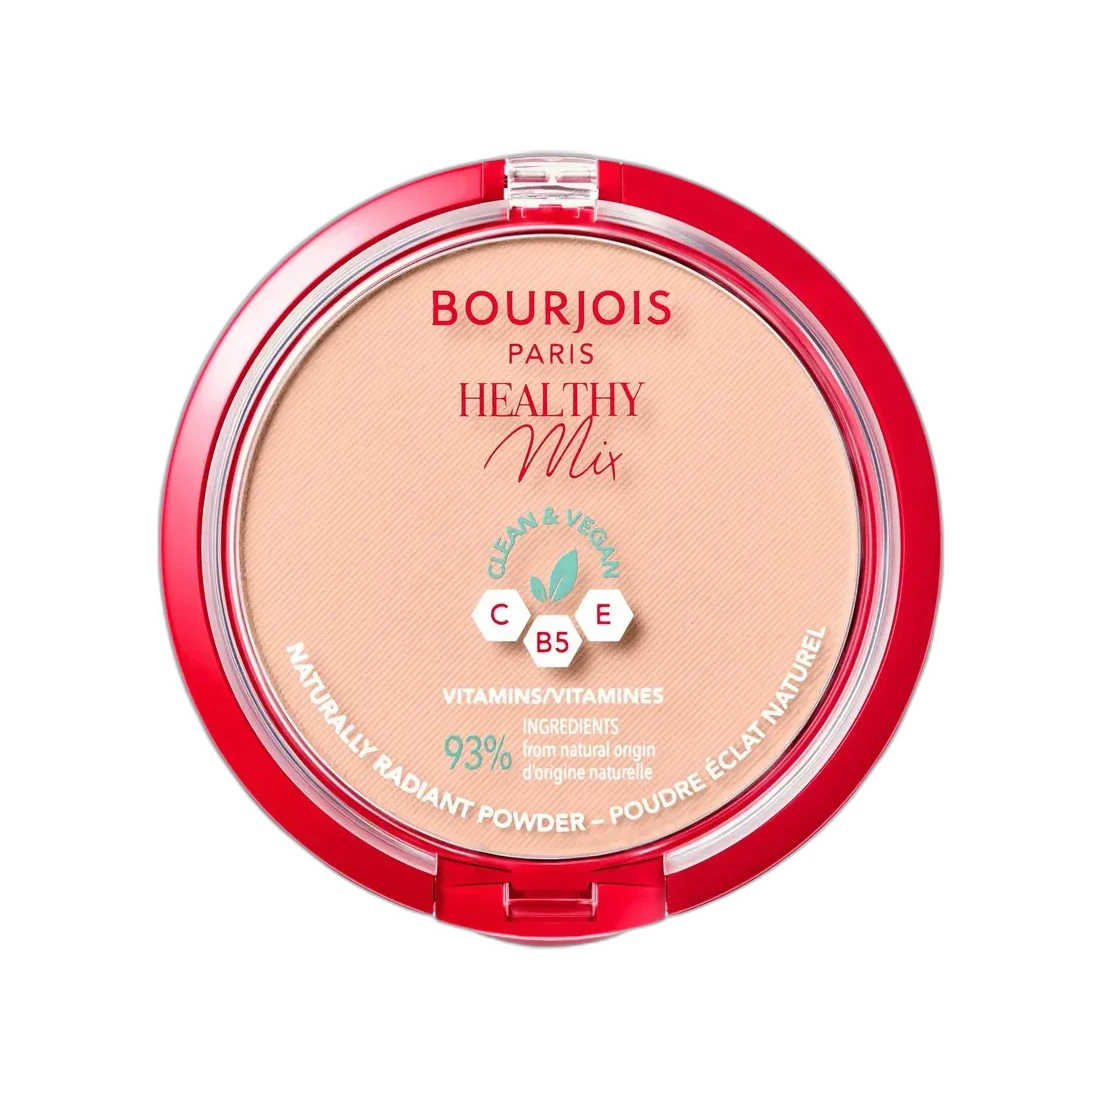 BOURJOIS
PARIS
HEALTHY
Mix
CLEAN & VEGAN
C
B5
E
VITAMINS/VITAMINES
93%
INGREDIENTS
from natural origin
d'origine naturelle
NATURALLY RADIANT POWDER – POUDRE ÉCLAT NATUREL